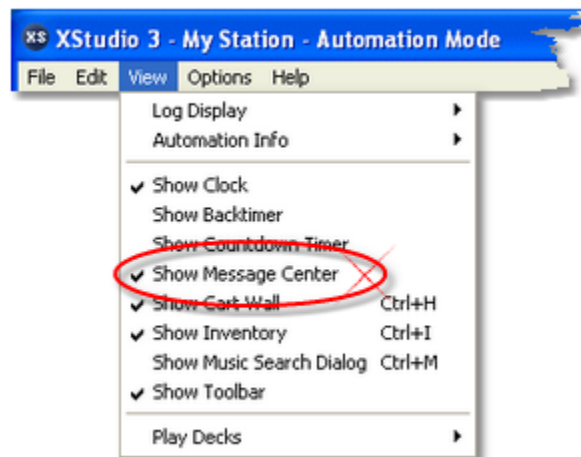 XS XStudio 3 - My Station - Automation Mode
File Edit View Options Help
Log Display
Automation Info
Show Clock
Show Backtimer
Show Countdown Timer
Show Message Center
Show Cart Wall Ctrl+H
Show Inventory Ctrl+I
Show Music Search Dialog Ctrl+M
Show Toolbar
Play Decks